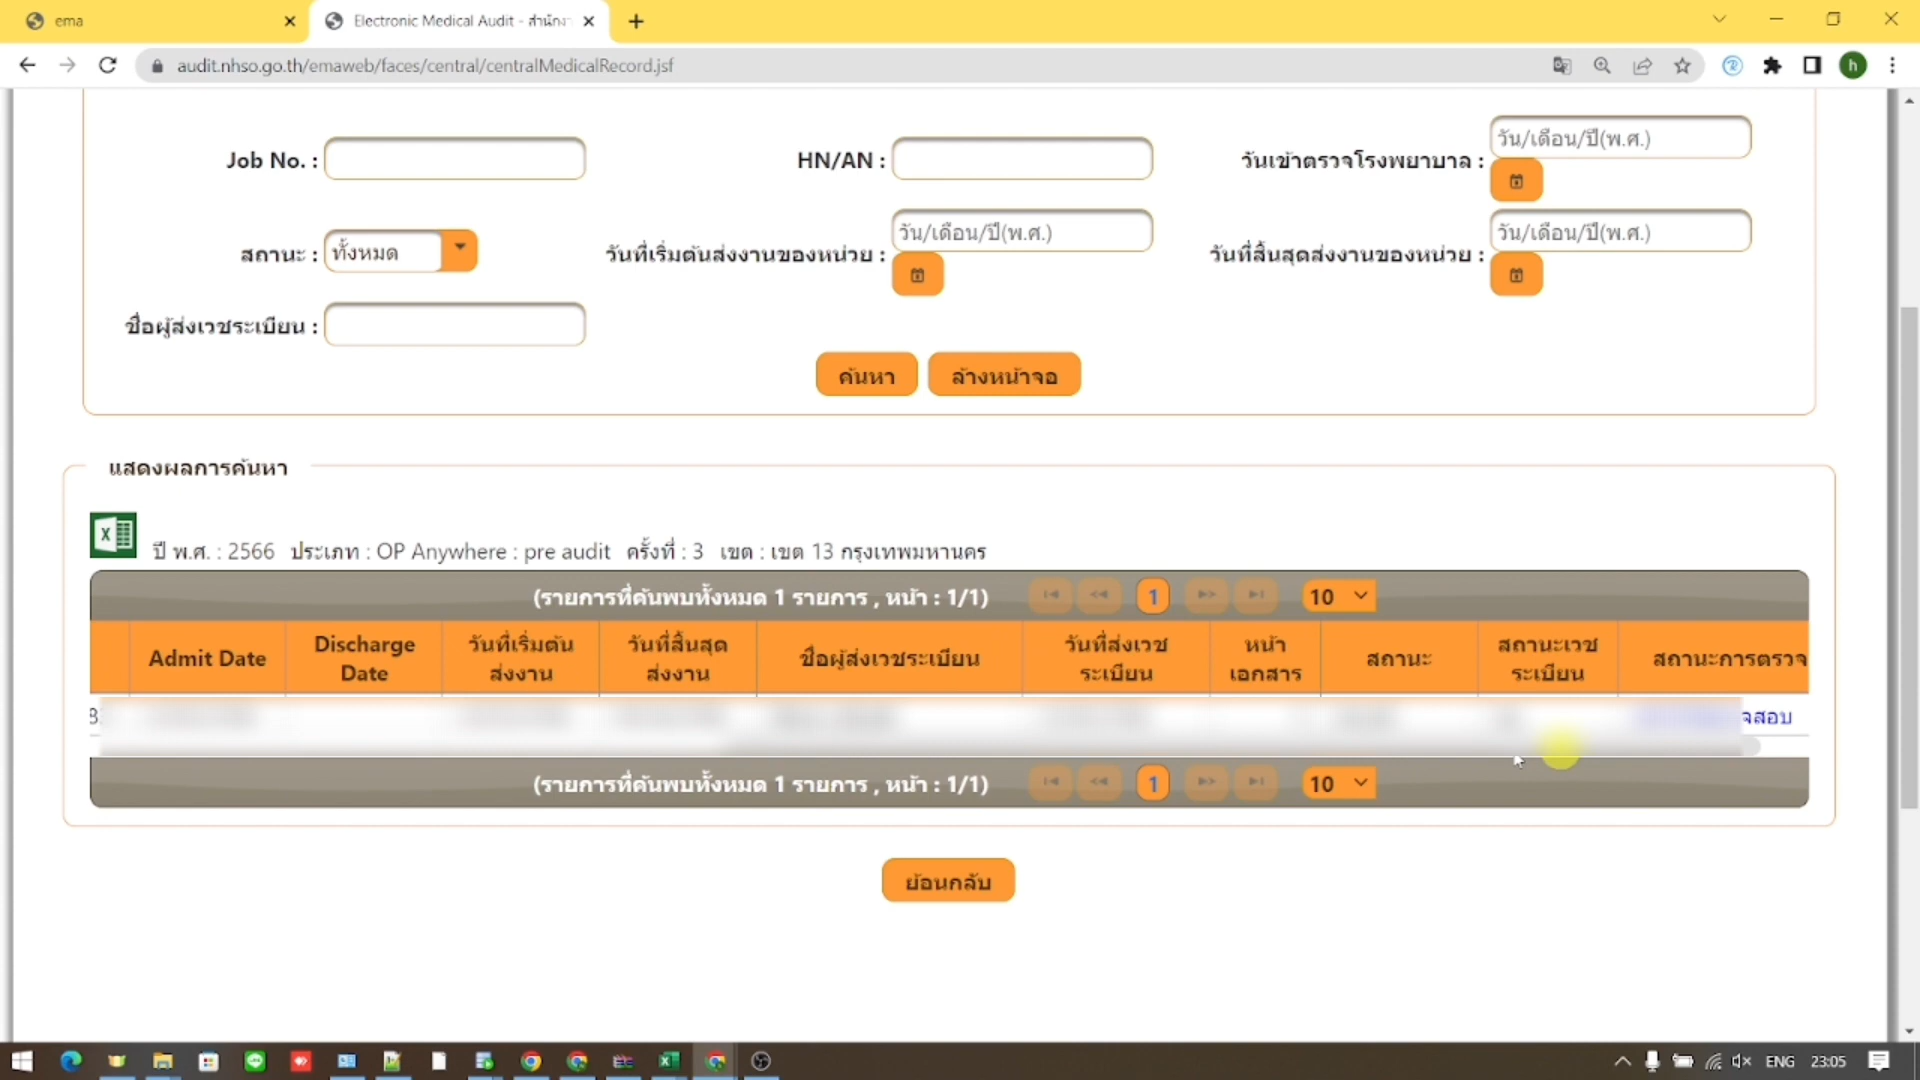 ema
Electronic Medical Audit - สำนักงา
audit.nhso.go.th/emaweb/faces/central/centralMedicalRecord.jsf
h
Job No. :
HN/AN :
วันเข้าตรวจโรงพยาบาล :
วัน/เดือน/ปี(พ.ศ.)
สถานะ :
ทั้งหมด
วันที่เริ่มต้นส่งงานของหน่วย :
วัน/เดือน/ปี(พ.ศ.)
วันที่สิ้นสุดส่งงานของหน่วย :
วัน/เดือน/ปี(พ.ศ.)
ชื่อผู้ส่งเวชระเบียน :
ค้นหา
ล้างหน้าจอ
แสดงผลการค้นหา
ปี พ.ศ. : 2566 ประเภท : OP Anywhere : pre audit ครั้งที่ : 3 เขต : เขต 13 กรุงเทพมหานคร
(รายการที่ค้นพบทั้งหมด 1 รายการ , หน้า : 1/1) 1 10
Admit Date
Discharge Date
วันที่เริ่มต้นส่งงาน
วันที่สิ้นสุดส่งงาน
ชื่อผู้ส่งเวชระเบียน
วันที่ส่งเวชระเบียน
หน้าเอกสาร
สถานะ
สถานะเวชระเบียน
สถานะการตรวจ
8
จสอบ
(รายการที่ค้นพบทั้งหมด 1 รายการ , หน้า : 1/1) 1 10
ย้อนกลับ
ENG 23:05